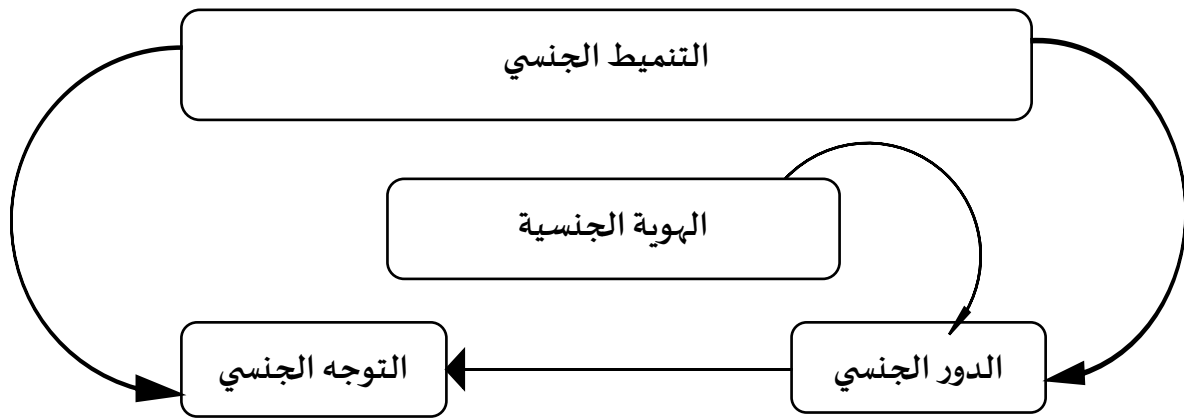 التنميط الجنسي
الهوية الجنسية
الدور الجنسي
التوجه الجنسي